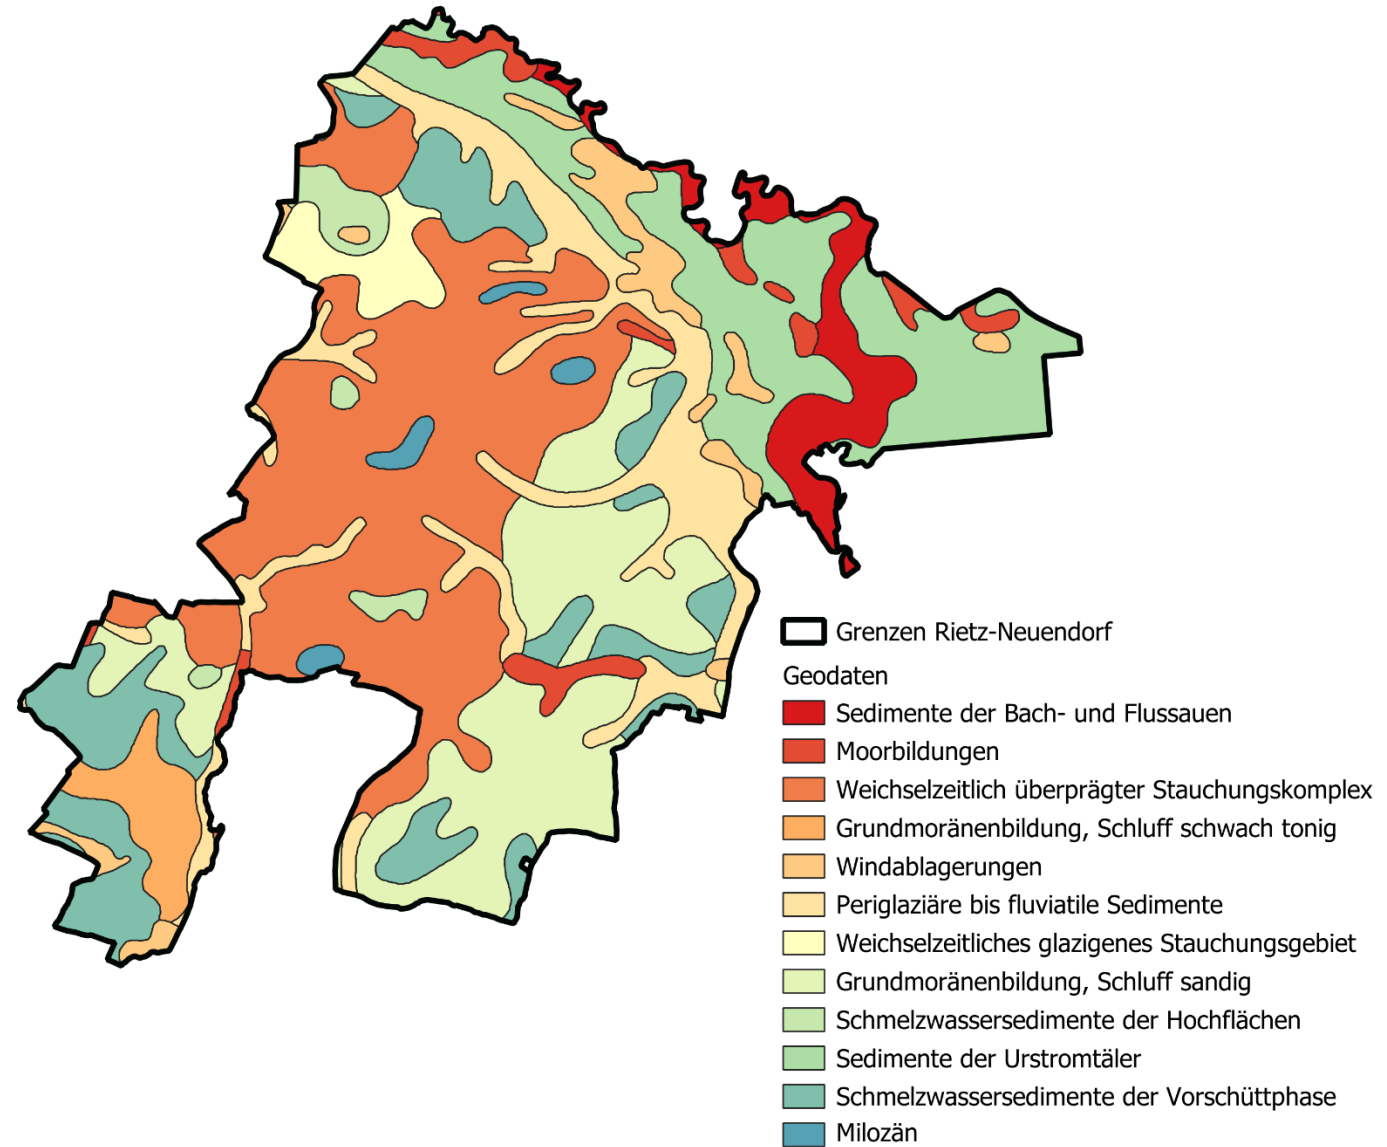 Grenzen Rietz-Neuendorf
Geodaten
Sedimente der Bach- und Flussauen
Moorbildungen
Weichselzeitlich überprägter Stauchungskomplex
Grundmoränenbildung, Schluff schwach tonig
Windablagerungen
Periglaziäre bis fluviatile Sedimente
Weichselzeitliches glazigenes Stauchungsgebiet
Grundmoränenbildung, Schluff sandig
Schmelzwassersedimente der Hochflächen
Sedimente der Urstromtäler
Schmelzwassersedimente der Vorschüttphase
Milozän